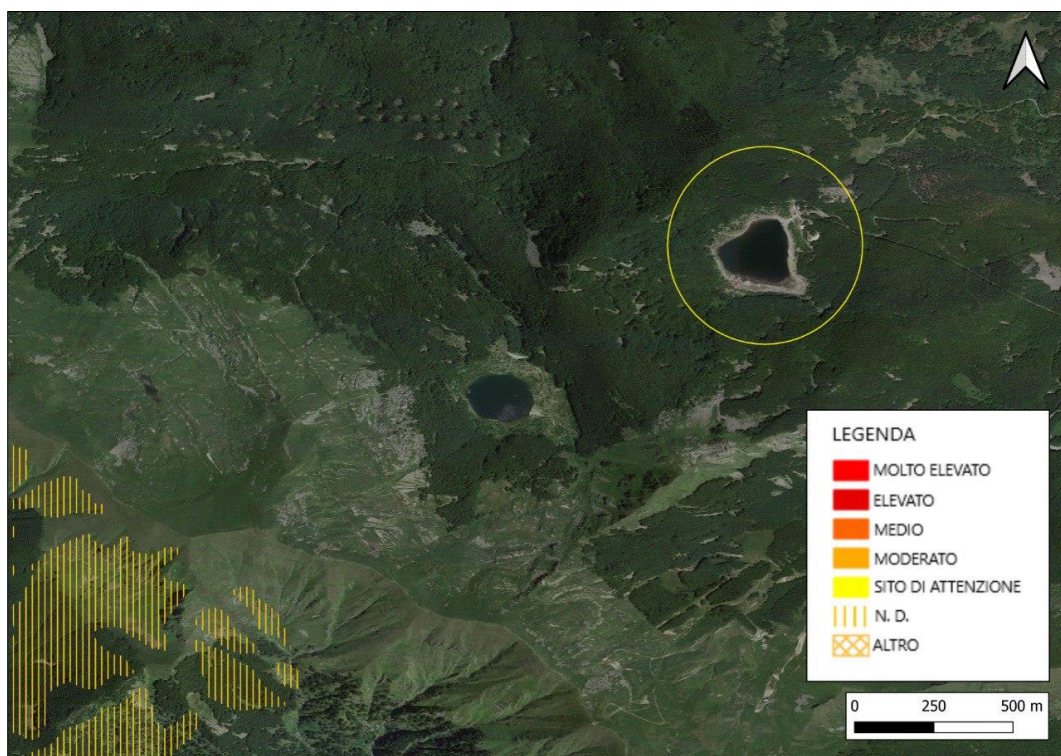 LEGENDA
MOLTO ELEVATO
ELEVATO
MEDIO
MODERATO
SITO DI ATTENZIONE
N. D.
ALTRO
0 250 500 m